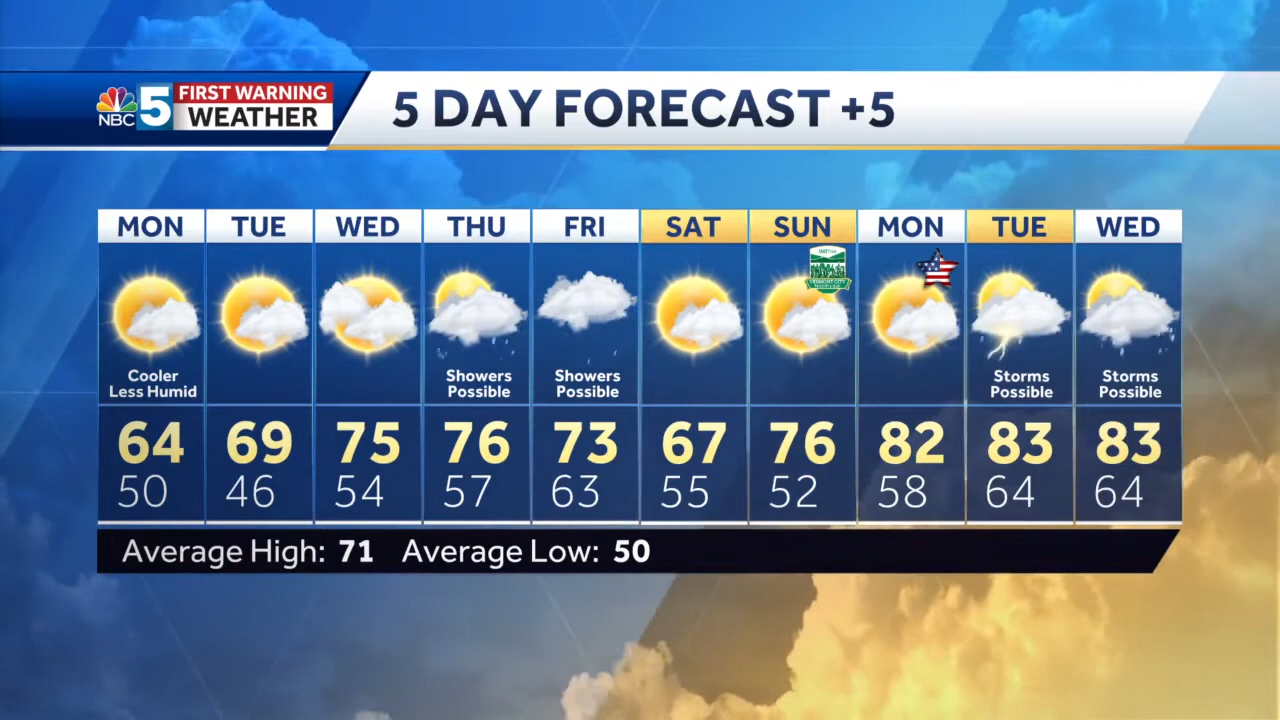 NBC 5 FIRST WARNING
WEATHER
5 DAY FORECAST +5
MON TUE WED THU FRI SAT SUN MON TUE WED
VERMONT CITY
Cooler
Less Humid
Showers
Possible
Showers
Possible
Storms
Possible
Storms
Possible
64 69 75 76 73 67 76 82 83 83
50 46 54 57 63 55 52 58 64 64
Average High: 71 Average Low: 50